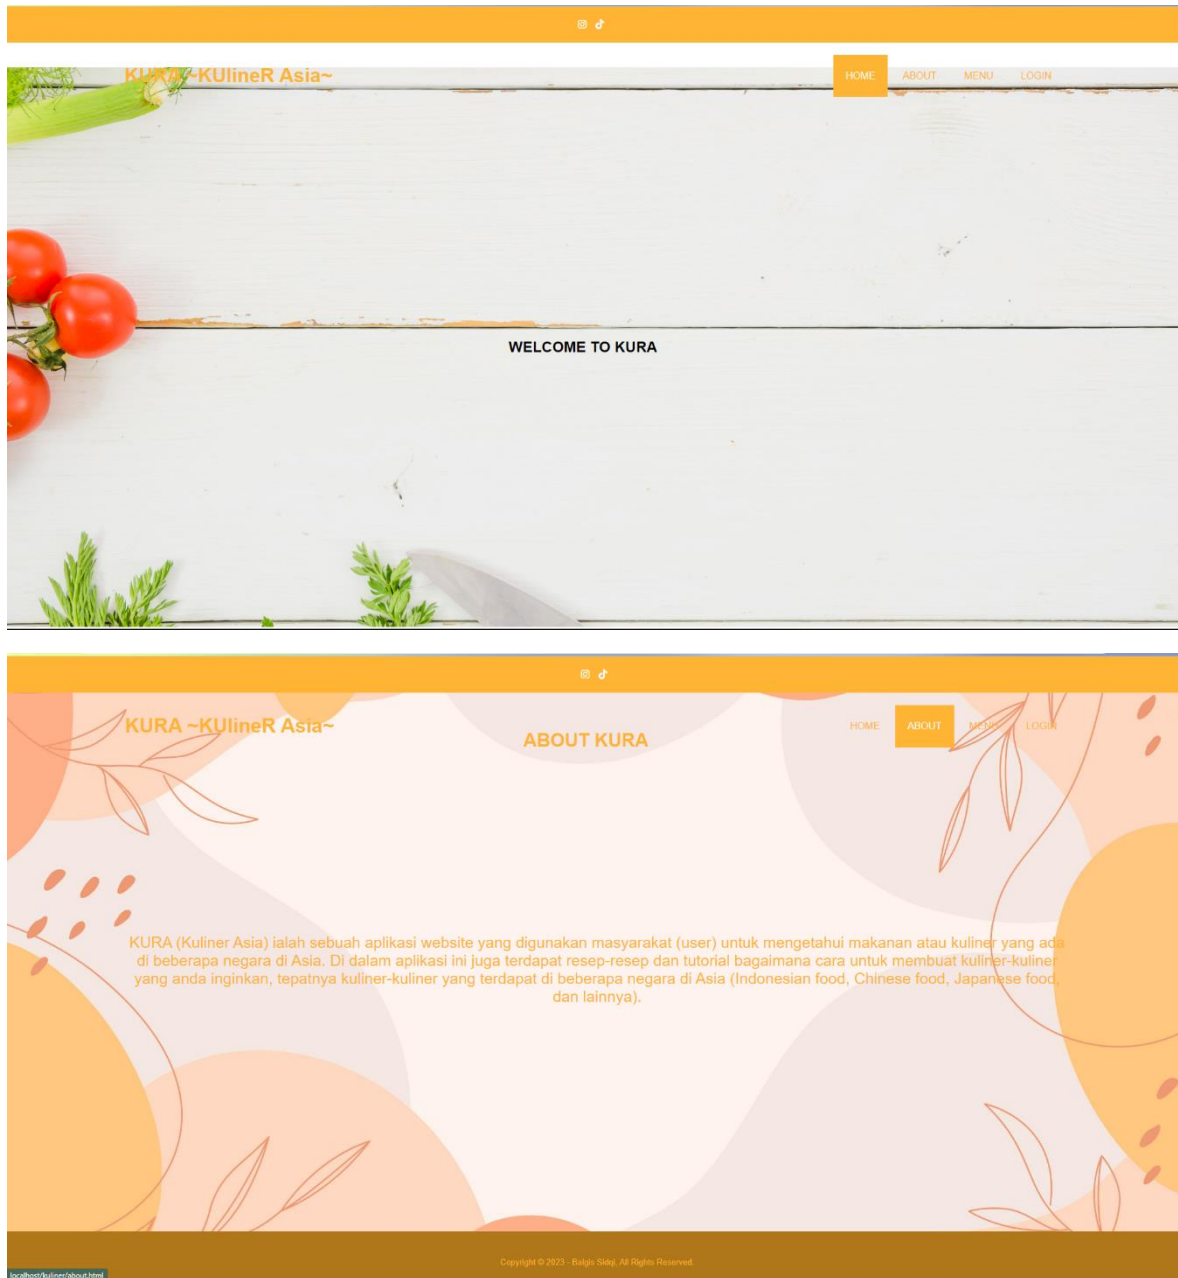 KURA ~KUlineR Asia~
HOME ABOUT MENU LOGIN
WELCOME TO KURA
KURA ~KUlineR Asia~
HOME ABOUT MENU LOGIN
ABOUT KURA
KURA (Kuliner Asia) ialah sebuah aplikasi website yang digunakan masyarakat (user) untuk mengetahui makanan atau kuliner yang ada
di beberapa negara di Asia. Di dalam aplikasi ini juga terdapat resep-resep dan tutorial bagaimana cara untuk membuat kuliner-kuliner
yang anda inginkan, tepatnya kuliner-kuliner yang terdapat di beberapa negara di Asia (Indonesian food, Chinese food, Japanese food,
dan lainnya).
Copyright © 2023 - Balgis Sidqi, All Rights Reserved.
localhost/kuliner/about.html